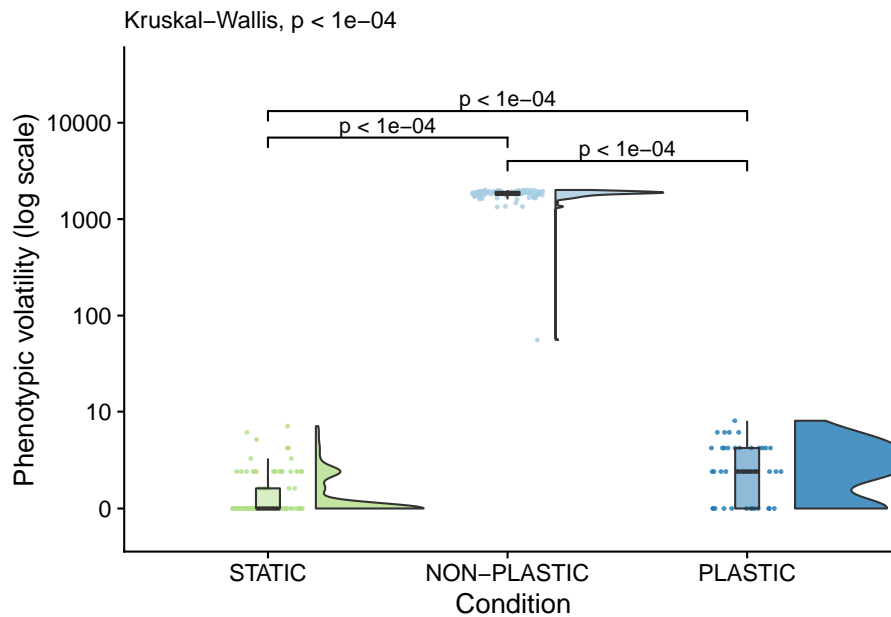 Kruskal−Wallis, p < 1e−04
p < 1e−04
p < 1e−04
p < 1e−04
10000
1000
100
10
0
Phenotypic volatility (log scale)
STATIC
NON−PLASTIC
PLASTIC
Condition